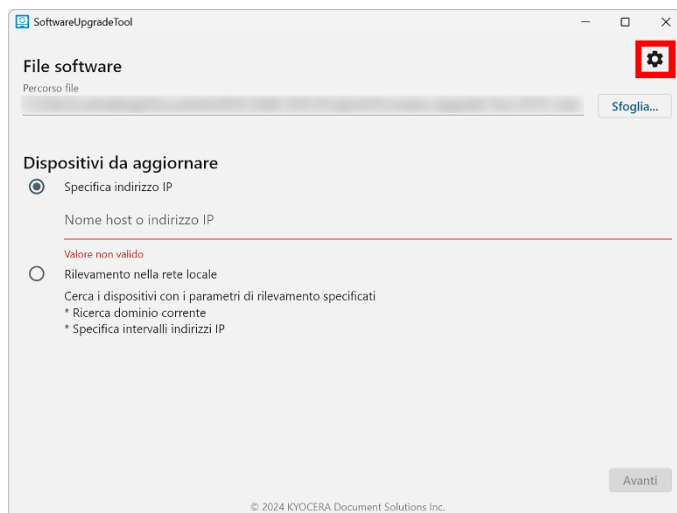 SoftwareUpgradeTool
File software
Percorso file
Sfoglia...
Dispositivi da aggiornare
Specifica indirizzo IP
Nome host o indirizzo IP
Valore non valido
Rilevamento nella rete locale
Cerca i dispositivi con i parametri di rilevamento specificati
* Ricerca dominio corrente
* Specifica intervalli indirizzi IP
Avanti
© 2024 KYOCERA Document Solutions Inc.